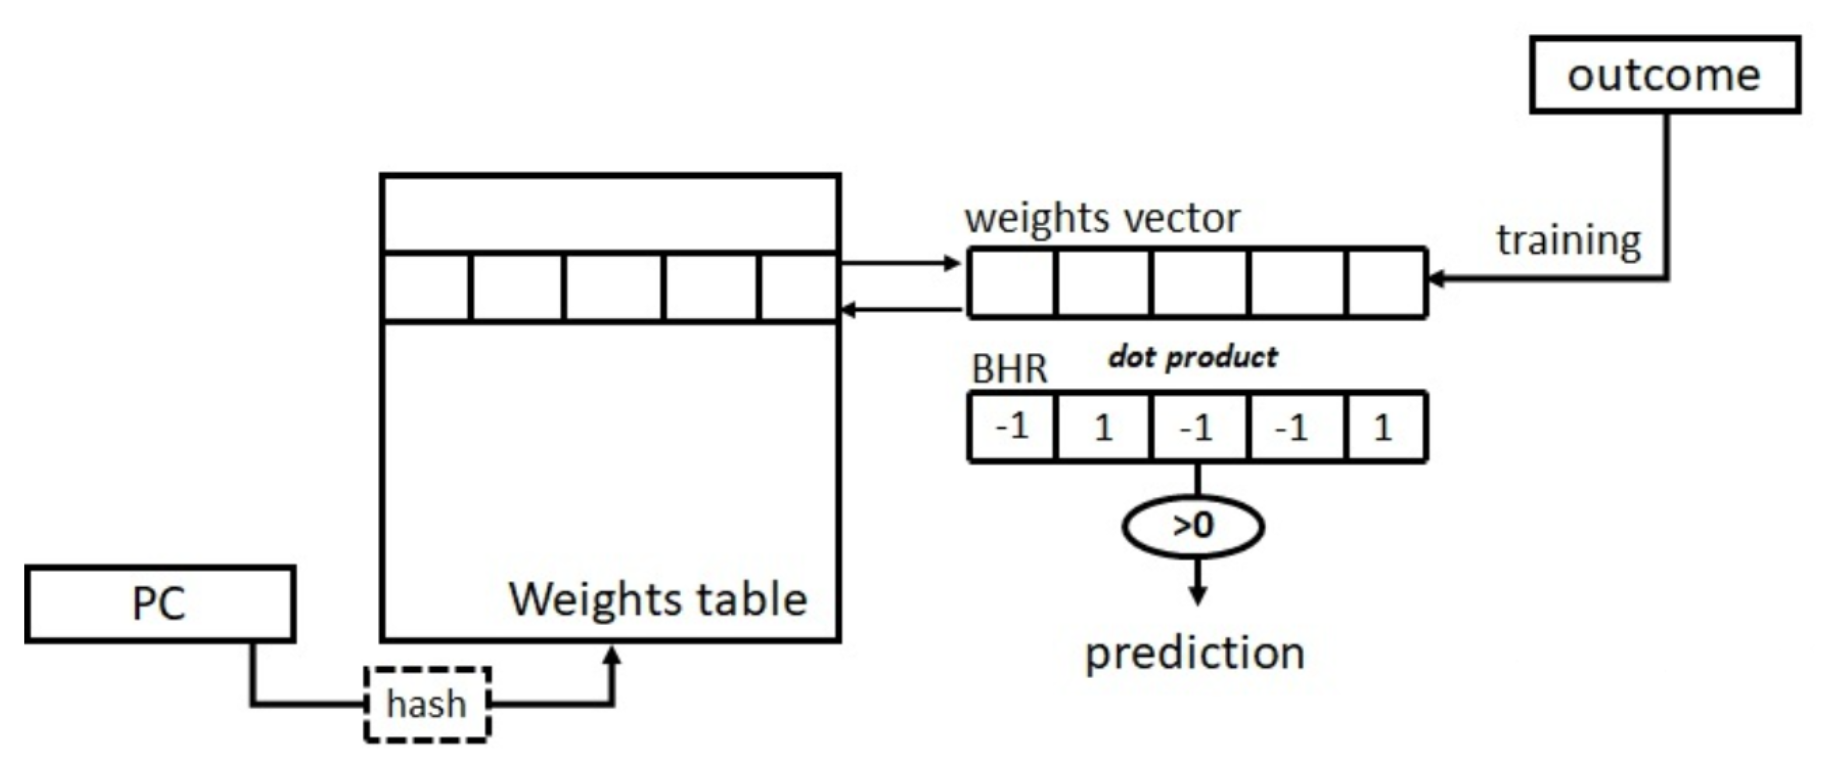 outcome
weights vector
training
dot product
BHR
-1 1 -1 -1 1
>0
Weights table
PC
prediction
hash